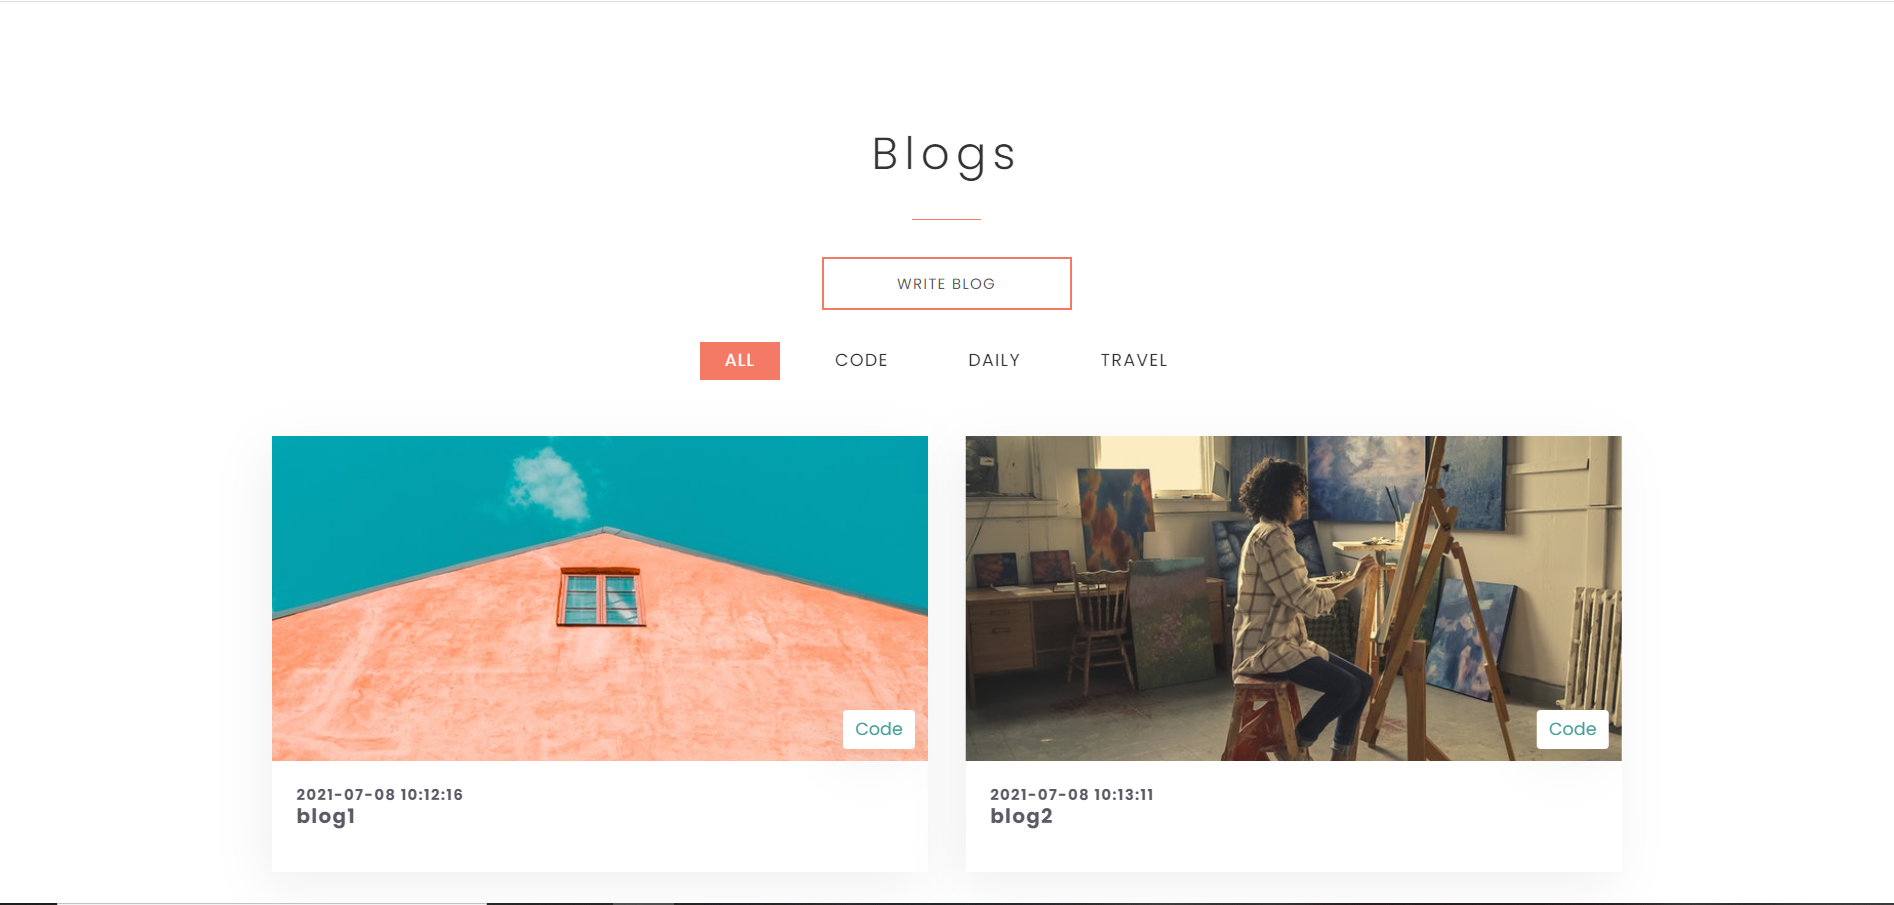 Blogs
WRITE BLOG
ALL CODE DAILY TRAVEL
Code
2021-07-08 10:12:16
blog1
Code
2021-07-08 10:13:11
blog2